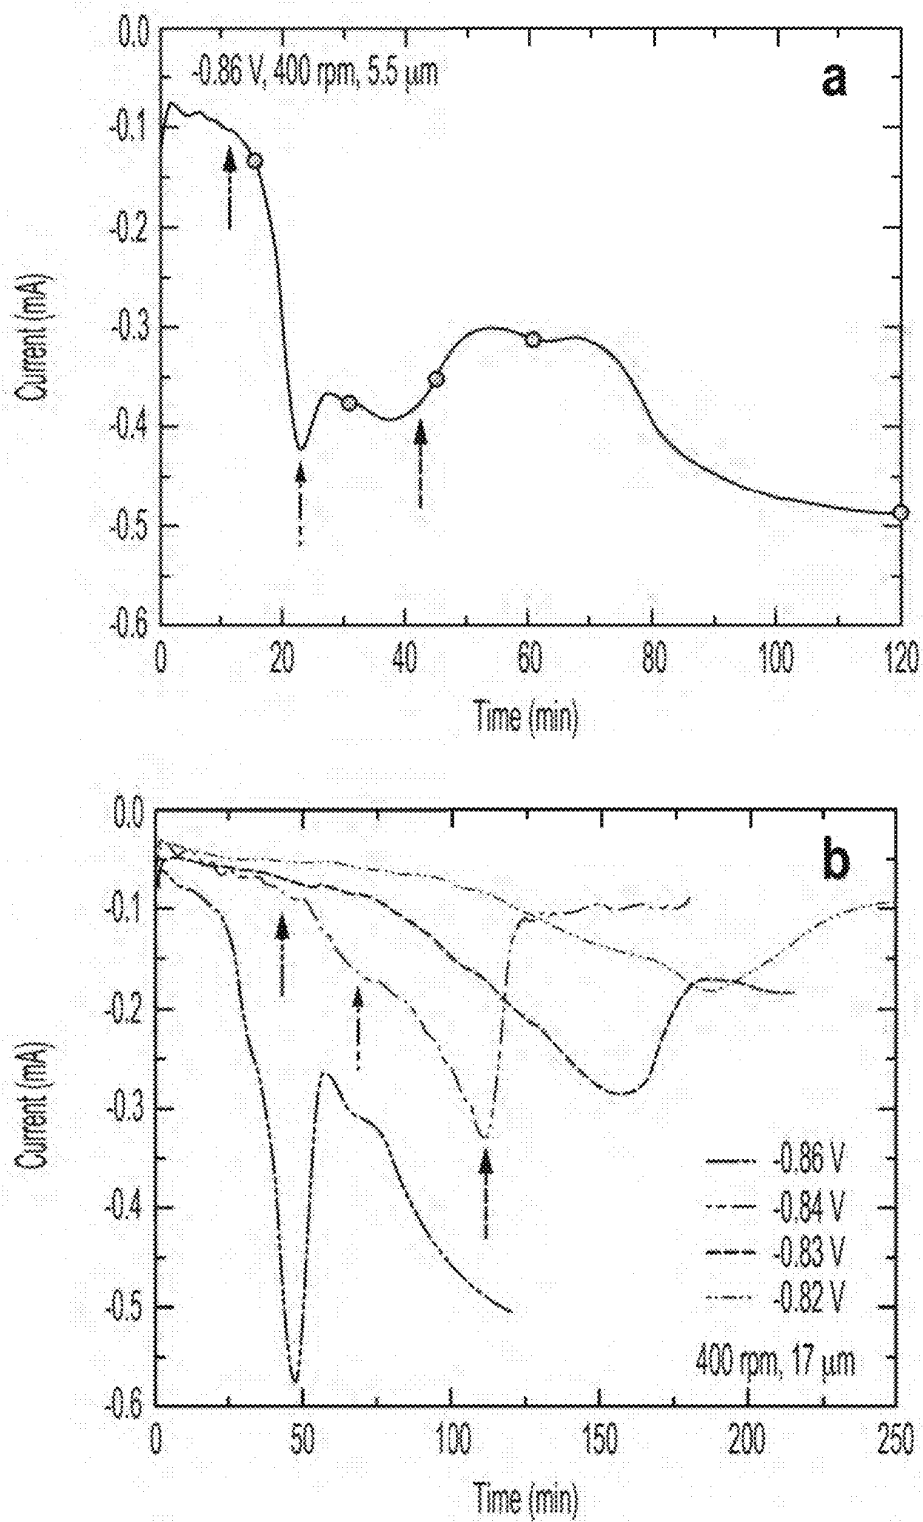 0.0
-0.86 V, 400 rpm, 5.5 μm
a
-0.1
-0.2
-0.3
-0.4
-0.5
-0.6
Current (mA)
0 20 40 60 80 100 120
Time (min)
0.0
b
-0.1
-0.2
-0.3
-0.4
-0.5
-0.6
Current (mA)
-0.86 V
-0.84 V
-0.83 V
-0.82 V
400 rpm, 17 μm
0 50 100 150 200 250
Time (min)